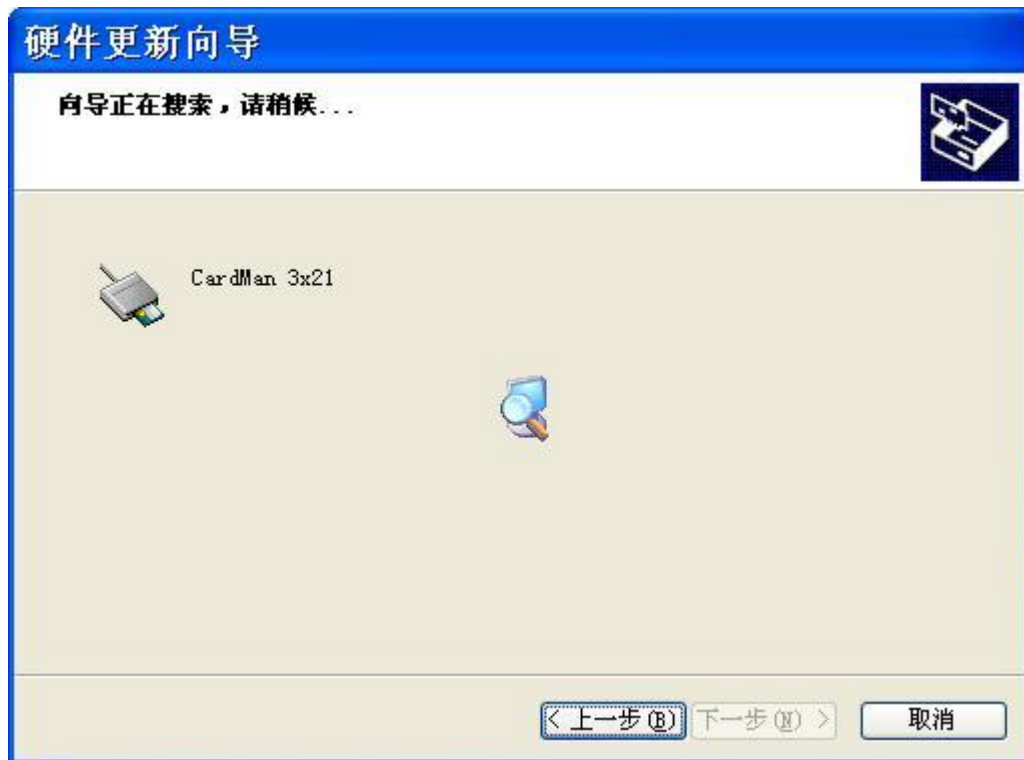 硬件更新向导
向导正在搜索，请稍候...
CardMan 3x21
< 上一步(B)
下一步(N) >
取消